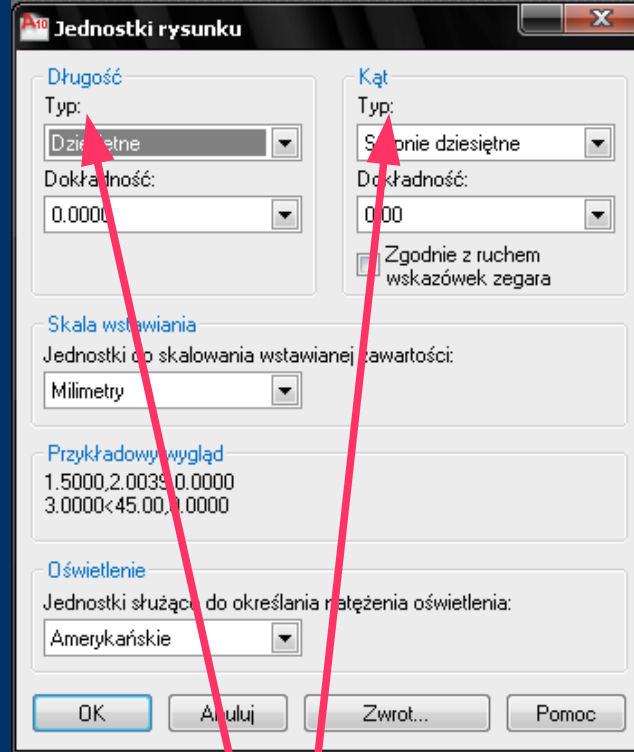 A10 Jednostki rysunku
Długość
Typ:
Dziesiętne
Dokładność:
0.0000
Kąt
Typ:
Stopnie dziesiętne
Dokładność:
0.00
Zgodnie z ruchem
wskazówek zegara
Skala wstawiania
Jednostki do skalowania wstawianej zawartości:
Milimetry
Przykładowy wygląd
1.5000,2.0039,0.0000
3.0000<45.00,0.0000
Oświetlenie
Jednostki służące do określania natężenia oświetlenia:
Amerykańskie
OK
Anuluj
Zwrot...
Pomoc